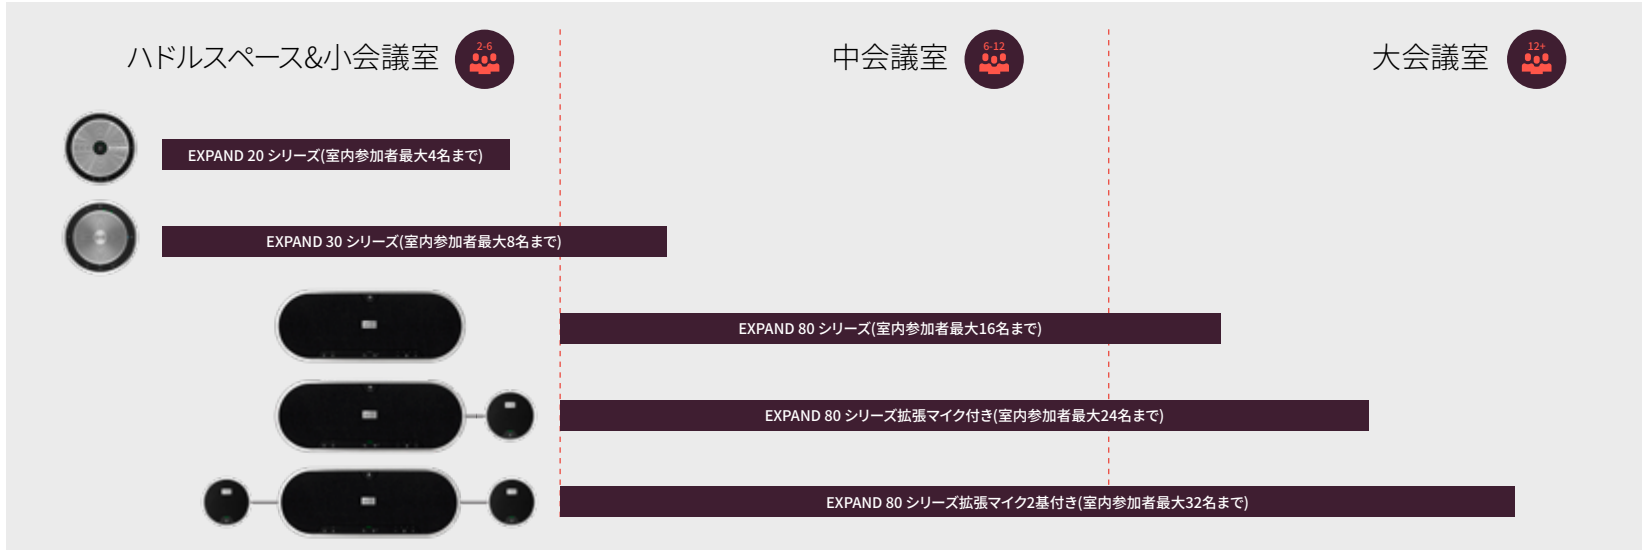 ハドルスペース&小会議室
2-6
中会議室
6-12
大会議室
12+
EXPAND 20 シリーズ(室内参加者最大4名まで)
EXPAND 30 シリーズ(室内参加者最大8名まで)
EXPAND 80 シリーズ(室内参加者最大16名まで)
EXPAND 80 シリーズ拡張マイク付き(室内参加者最大24名まで)
EXPAND 80 シリーズ拡張マイク2基付き(室内参加者最大32名まで)